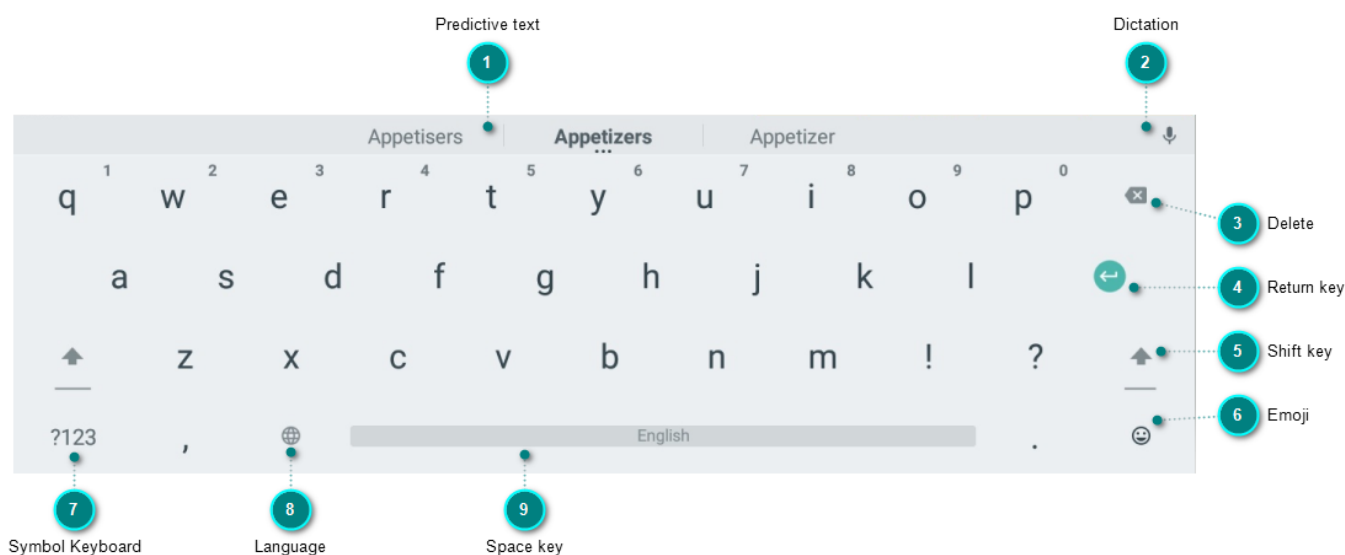 Predictive text Dictation
1 2
Appetisers Appetizers Appetizer
1 2 3 4 5 6 7 8 9 0
q w e r t y u i o p
3 Delete
a s d f g h j k l
4 Return key
z x c v b n m ! ?
5 Shift key
?123 , English .
6 Emoji
7 8 9
Symbol Keyboard Language Space key